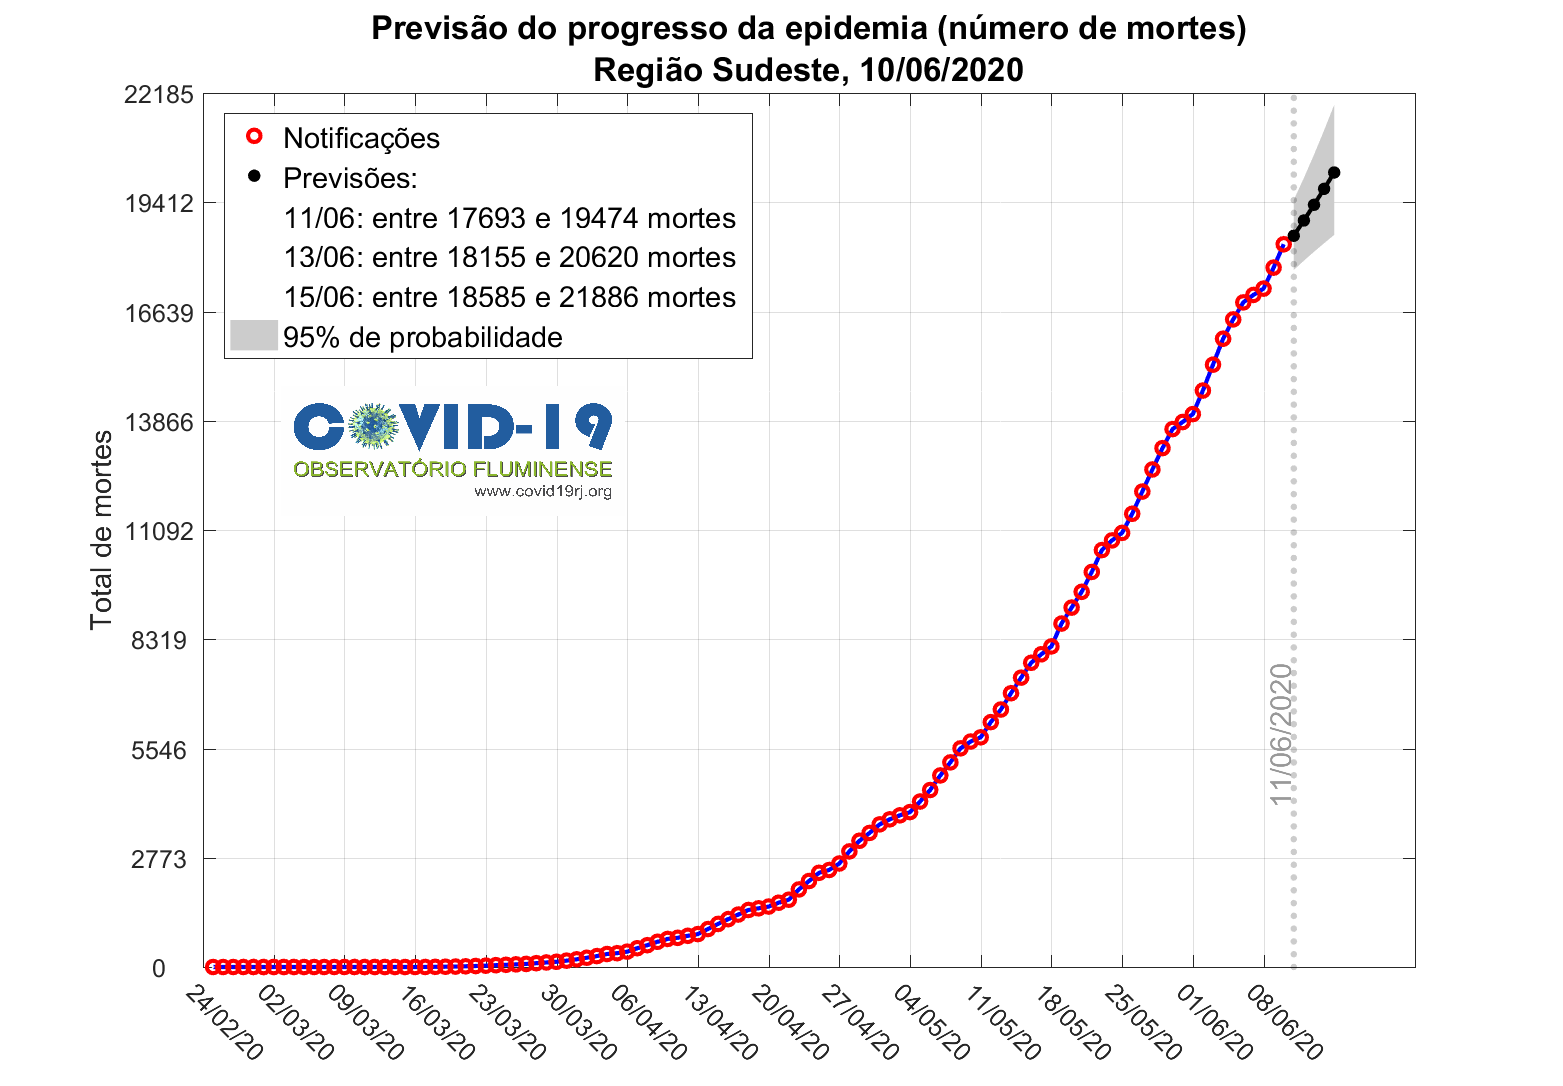 Previsão do progresso da epidemia (número de mortes)
Região Sudeste, 10/06/2020
22185
19412
16639
13866
11092
8319
5546
2773
0
Total de mortes
Notificações
Previsões:
11/06: entre 17693 e 19474 mortes
13/06: entre 18155 e 20620 mortes
15/06: entre 18585 e 21886 mortes
95% de probabilidade
COVID-19
OBSERVATÓRIO FLUMINENSE
www.covid19rj.org
11/06/2020
24/02/20
02/03/20
09/03/20
16/03/20
23/03/20
30/03/20
06/04/20
13/04/20
20/04/20
27/04/20
04/05/20
11/05/20
18/05/20
25/05/20
01/06/20
08/06/20